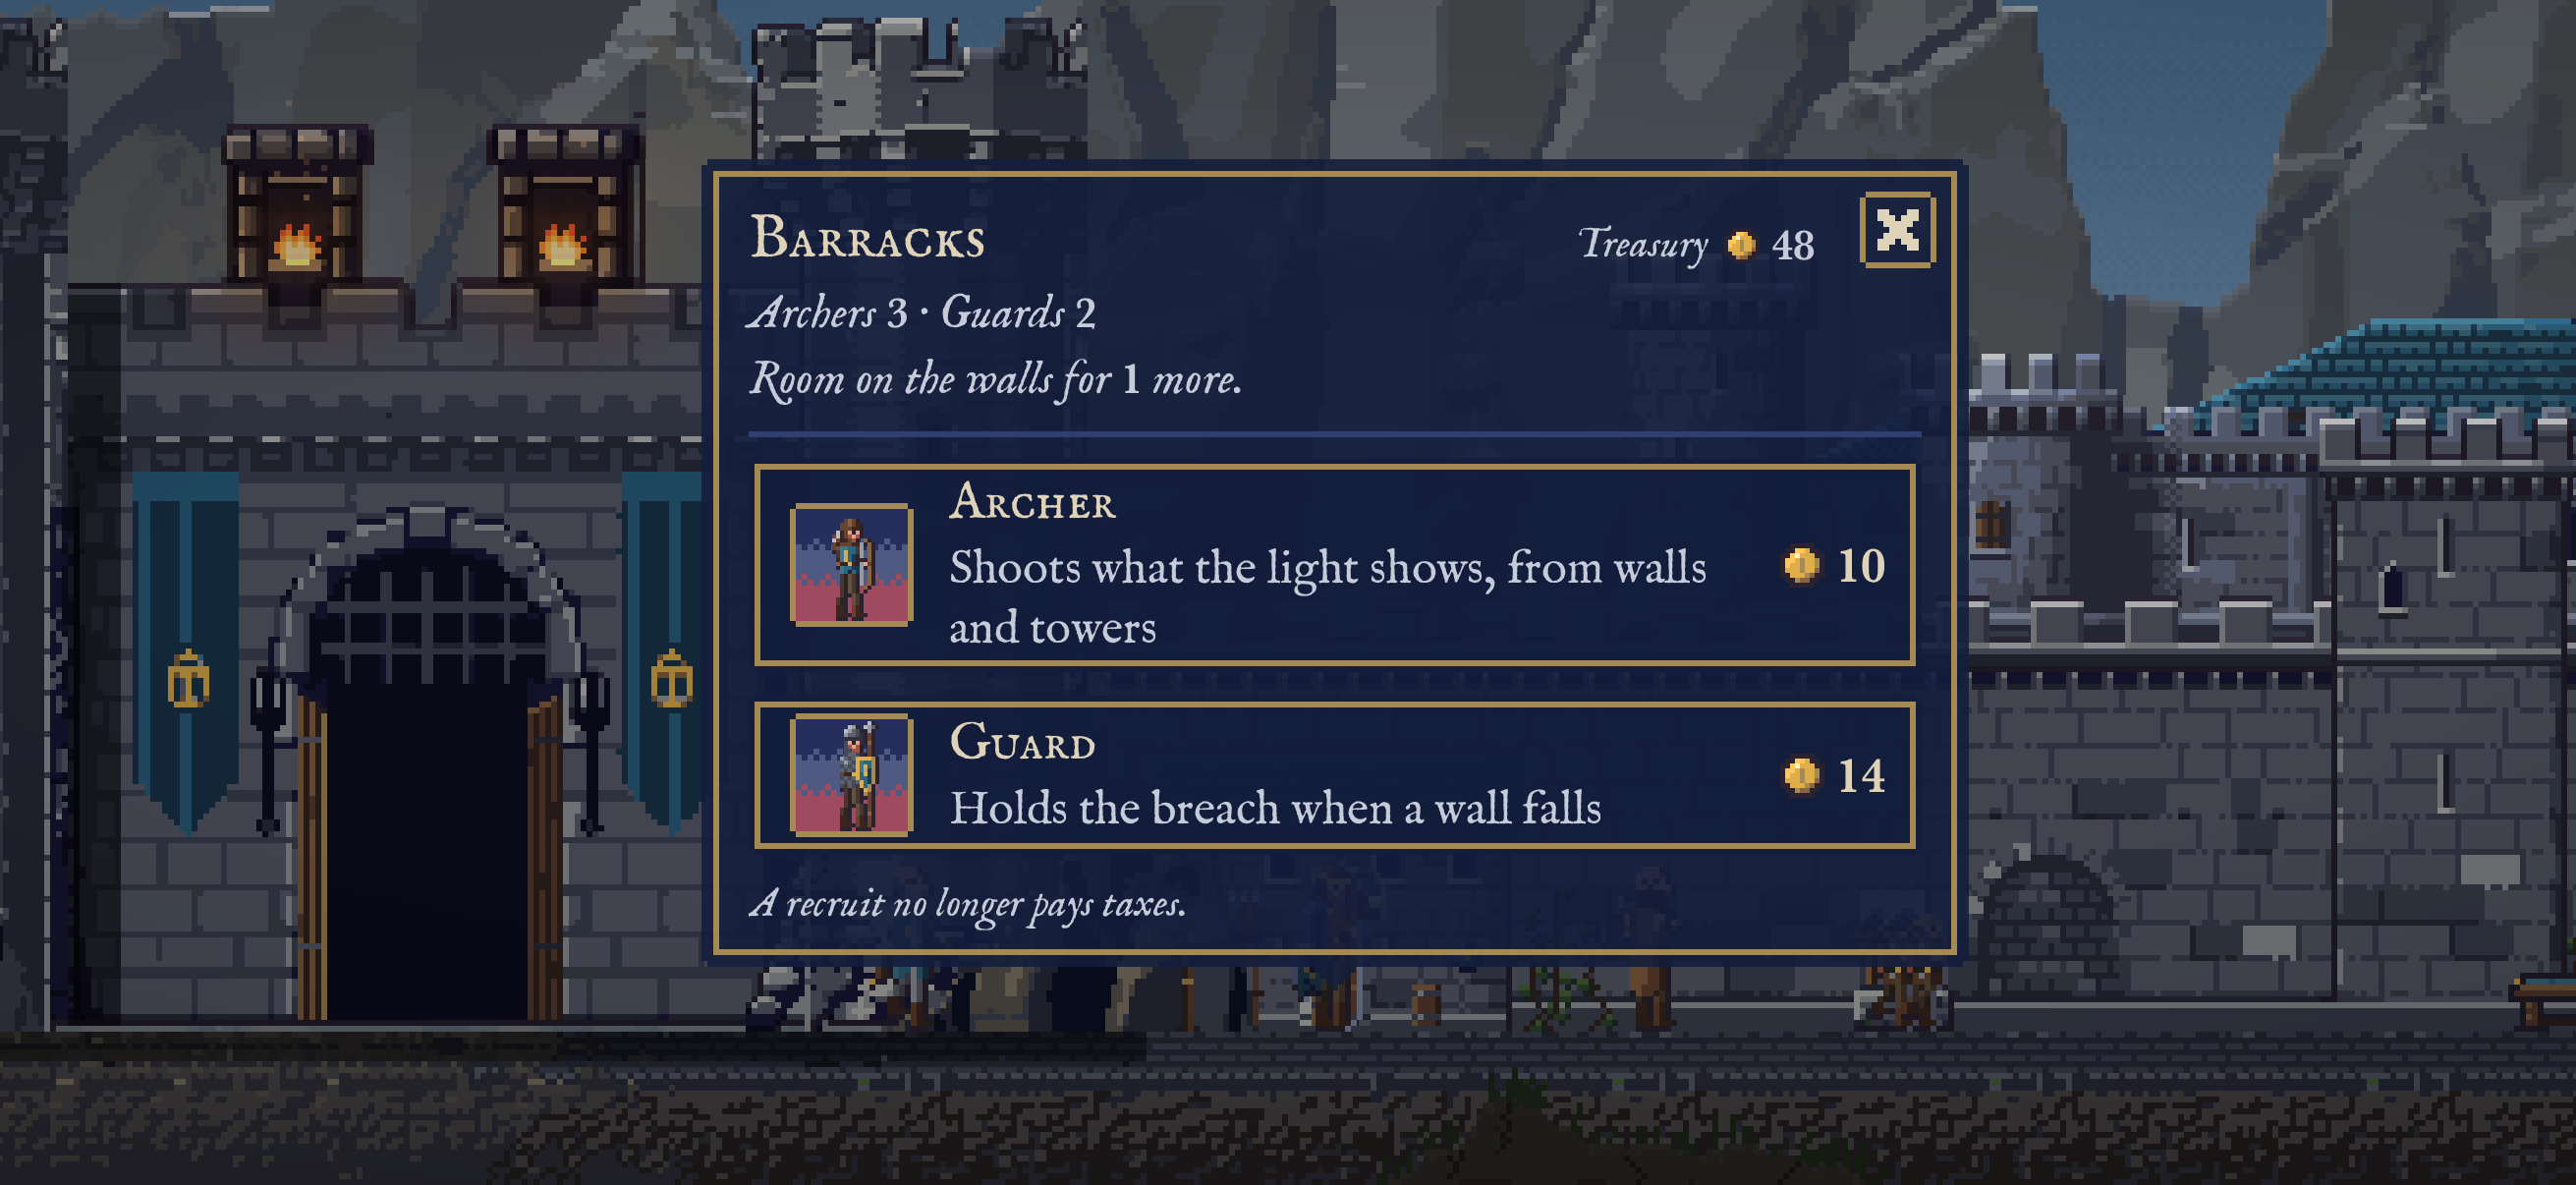 Barracks
Treasury 48
Archers 3 · Guards 2
Room on the walls for 1 more.
Archer
Shoots what the light shows, from walls
and towers
10
Guard
Holds the breach when a wall falls
14
A recruit no longer pays taxes.